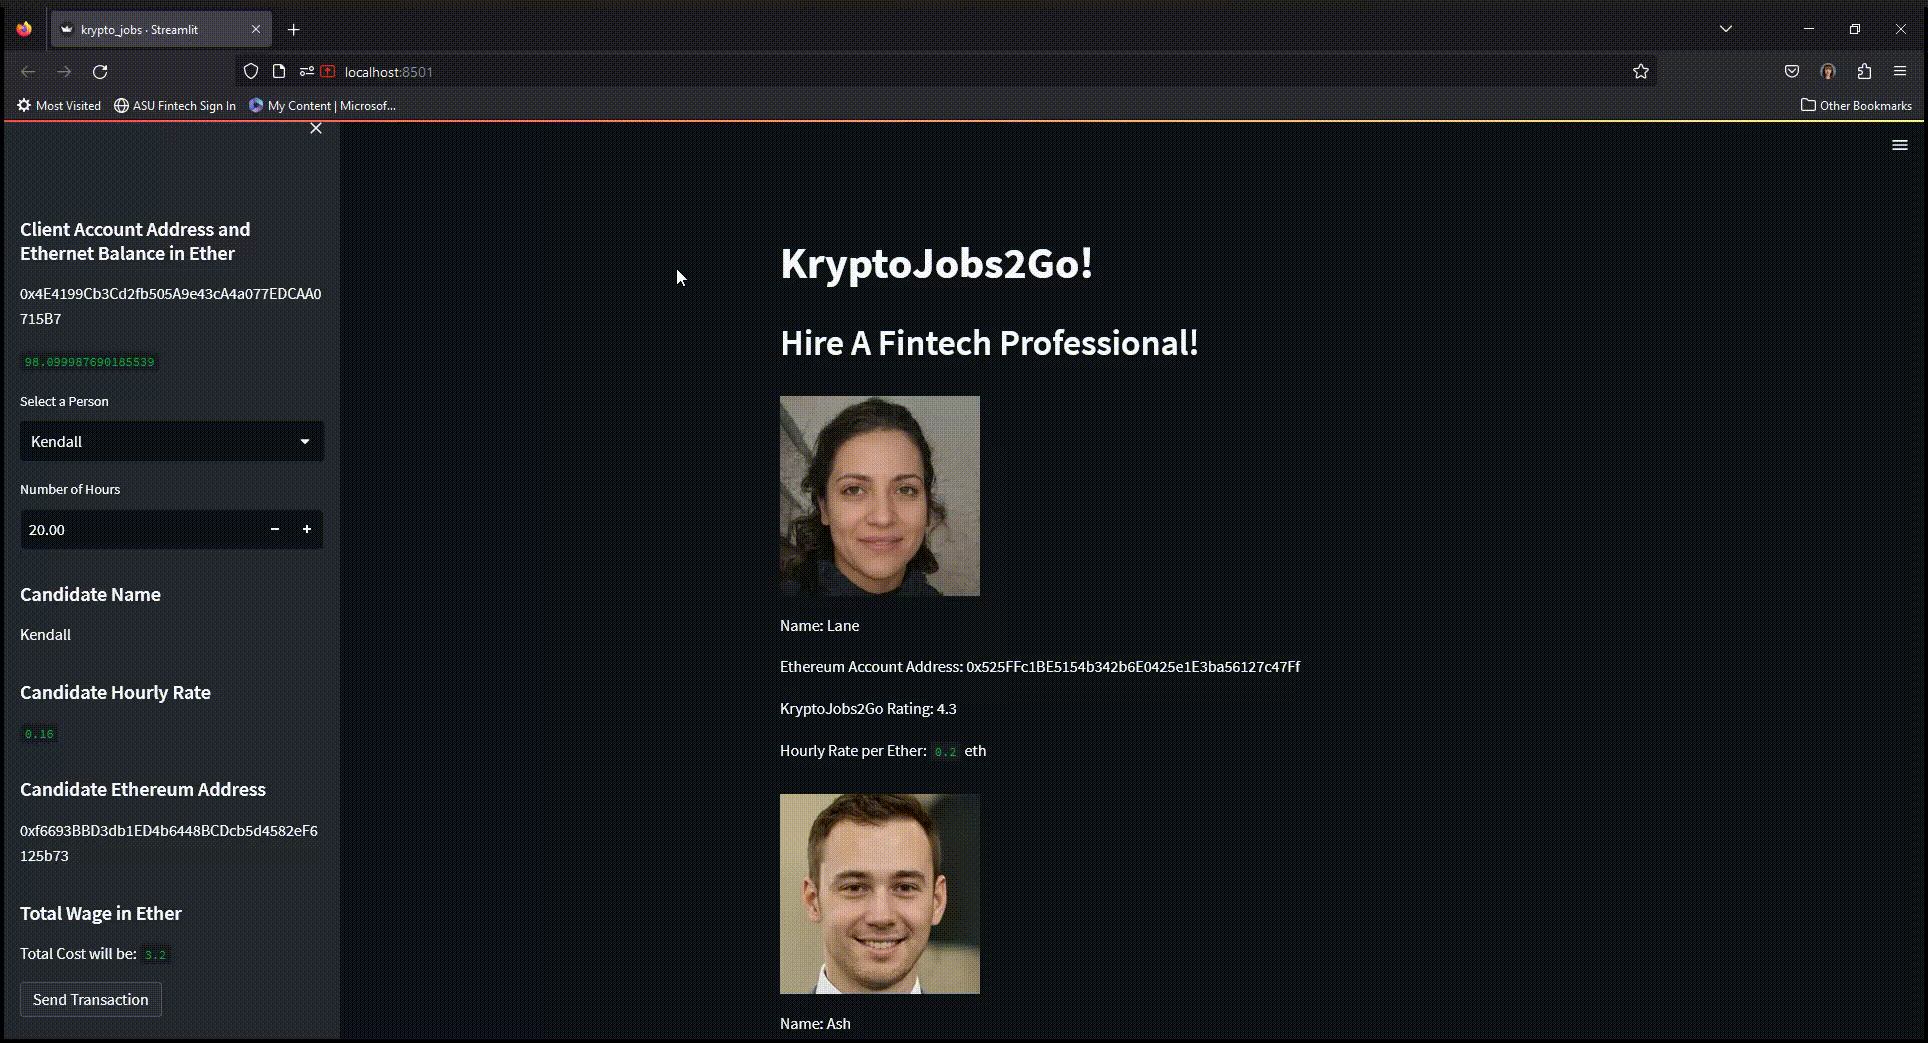 krypto_jobs · Streamlit
localhost:8501
Most Visited
ASU Fintech Sign In
My Content | Microsof...
Other Bookmarks
Client Account Address and
Ethernet Balance in Ether
0x4E4199Cb3Cd2fb505A9e43cA4a077EDCAA0
715B7
98.099987690185539
Select a Person
Kendall
Number of Hours
20.00
Candidate Name
Kendall
Candidate Hourly Rate
0.16
Candidate Ethereum Address
0xf6693BBD3db1ED4b6448BCDcb5d4582eF6
125b73
Total Wage in Ether
Total Cost will be: 3.2
Send Transaction
KryptoJobs2Go!
Hire A Fintech Professional!
Name: Lane
Ethereum Account Address: 0x525FFc1BE5154b342b6E0425e1E3ba56127c47Ff
KryptoJobs2Go Rating: 4.3
Hourly Rate per Ether: 0.2 eth
Name: Ash